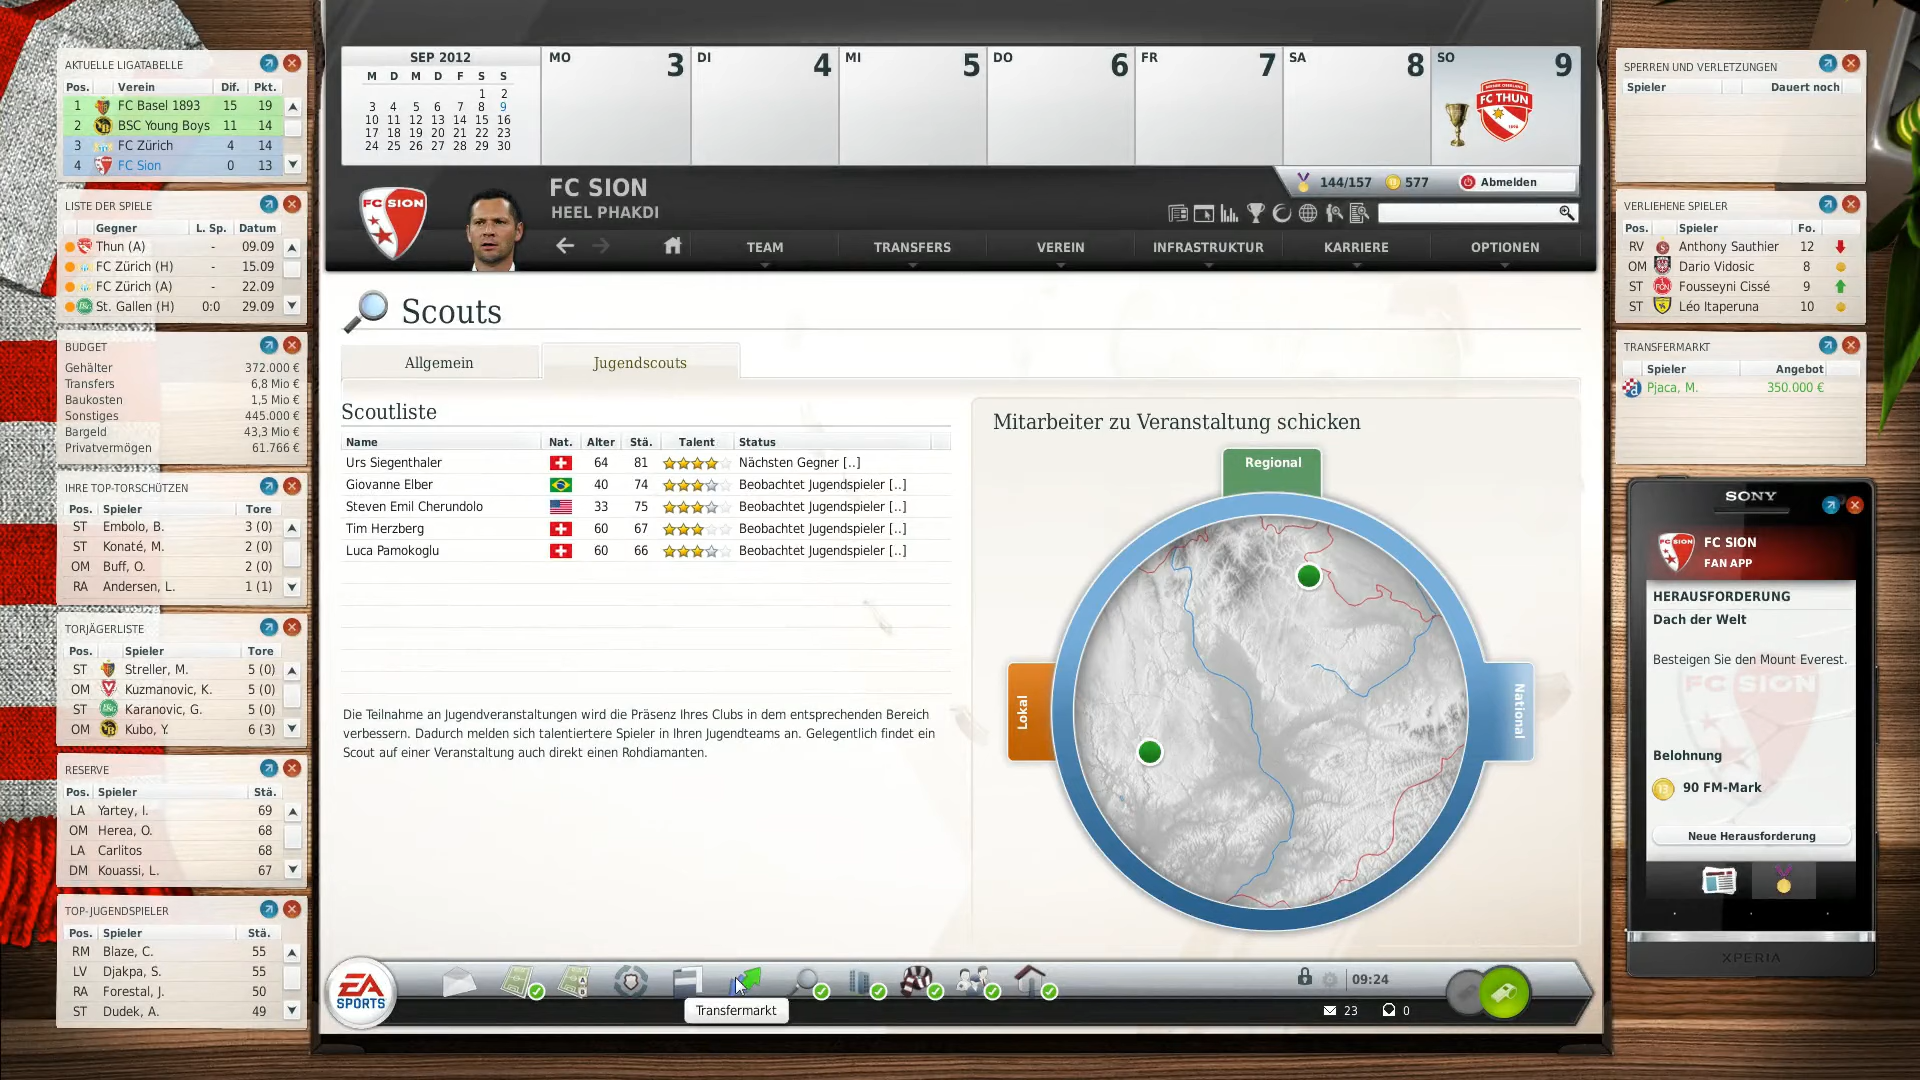 AKTUELLE LIGATABELLE
Pos. Verein Dif. Pkt.
1 FC Basel 1893 15 19
2 BSC Young Boys 11 14
3 FC Zürich 4 14
4 FC Sion 0 13
LISTE DER SPIELE
Gegner L. Sp. Datum
Thun (A) - 09.09
FC Zürich (H) - 15.09
FC Zürich (A) - 22.09
St. Gallen (H) 0:0 29.09
BUDGET
Gehälter 372.000 €
Transfers 6,8 Mio €
Baukosten 1,5 Mio €
Sonstiges 445.000 €
Bargeld 43,3 Mio €
Privatvermögen 61.766 €
IHRE TOP-TORSCHÜTZEN
Pos. Spieler Tore
ST Embolo, B. 3 (0)
ST Konaté, M. 2 (0)
OM Buff, O. 2 (0)
RA Andersen, L. 1 (1)
TORJÄGERLISTE
Pos. Spieler Tore
ST Streller, M. 5 (0)
OM Kuzmanovic, K. 5 (0)
ST Karanovic, G. 5 (0)
OM Kubo, Y. 6 (3)
RESERVE
Pos. Spieler Stä.
LA Yartey, I. 69
OM Herea, O. 68
LA Carlitos 68
DM Kouassi, L. 67
TOP-JUGENDSPIELER
Pos. Spieler Stä.
RM Blaze, C. 55
LV Djakpa, S. 55
RA Forestal, J. 50
ST Dudek, A. 49
SEP 2012
M D M D F S S
1 2
3 4 5 6 7 8 9
10 11 12 13 14 15 16
17 18 19 20 21 22 23
24 25 26 27 28 29 30
MO 3 DI 4 MI 5 DO 6 FR 7 SA 8 SO 9
FC THUN
144/157 577 Abmelden
FC SION
FC SION
HEEL PHAKDI
TEAM TRANSFERS VEREIN INFRASTRUKTUR KARRIERE OPTIONEN
Scouts
Allgemein Jugendscouts
Scoutliste
Name Nat. Alter Stä. Talent Status
Urs Siegenthaler 64 81 Nächsten Gegner [..]
Giovanne Elber 40 74 Beobachtet Jugendspieler [..]
Steven Emil Cherundolo 33 75 Beobachtet Jugendspieler [..]
Tim Herzberg 60 67 Beobachtet Jugendspieler [..]
Luca Pamokoglu 60 66 Beobachtet Jugendspieler [..]
Die Teilnahme an Jugendveranstaltungen wird die Präsenz Ihres Clubs in dem entsprechenden Bereich
verbessern. Dadurch melden sich talentiertere Spieler in Ihren Jugendteams an. Gelegentlich findet ein
Scout auf einer Veranstaltung auch direkt einen Rohdiamanten.
Mitarbeiter zu Veranstaltung schicken
Regional
Lokal
National
EA
SPORTS
Transfermarkt
09:24
23 0
SPERREN UND VERLETZUNGEN
Spieler Dauert noch
VERLIEHENE SPIELER
Pos. Spieler Fo.
RV Anthony Sauthier 12
OM Dario Vidosic 8
ST Fousseyni Cissé 9
ST Léo Itaperuna 10
TRANSFERMARKT
Spieler Angebot
Pjaca, M. 350.000 €
SONY
FC SION
FC SION
FAN APP
HERAUSFORDERUNG
Dach der Welt
Besteigen Sie den Mount Everest.
FC SION
Belohnung
13 90 FM-Mark
Neue Herausforderung
XPERIA